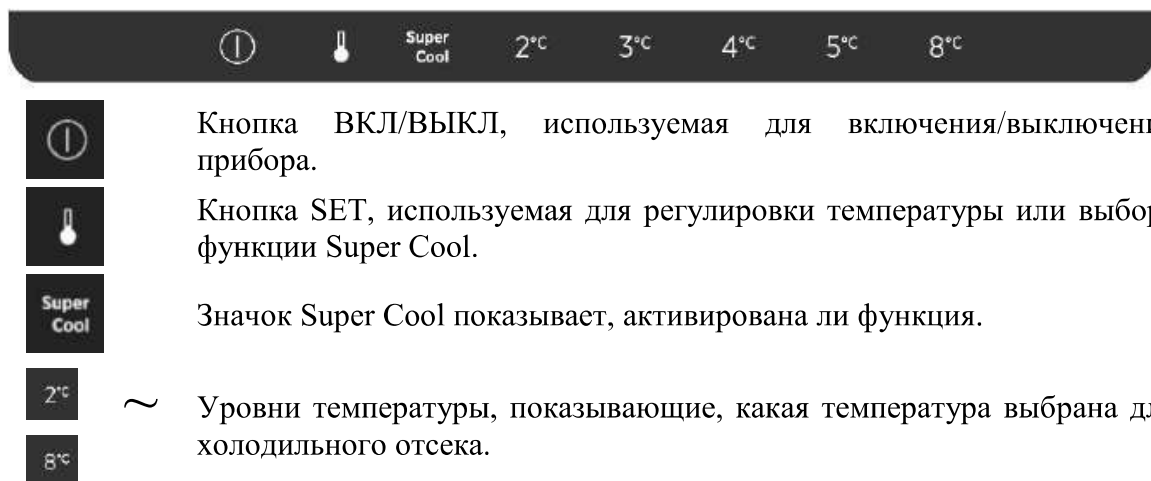 Super Cool 2°C 3°C 4°C 5°C 8°C
Кнопка ВКЛ/ВЫКЛ, используемая для включения/выключени
прибора.
Кнопка SET, используемая для регулировки температуры или выбор
функции Super Cool.
Super
Cool
Значок Super Cool показывает, активирована ли функция.
2°C
~
Уровни температуры, показывающие, какая температура выбрана дл
холодильного отсека.
8°C